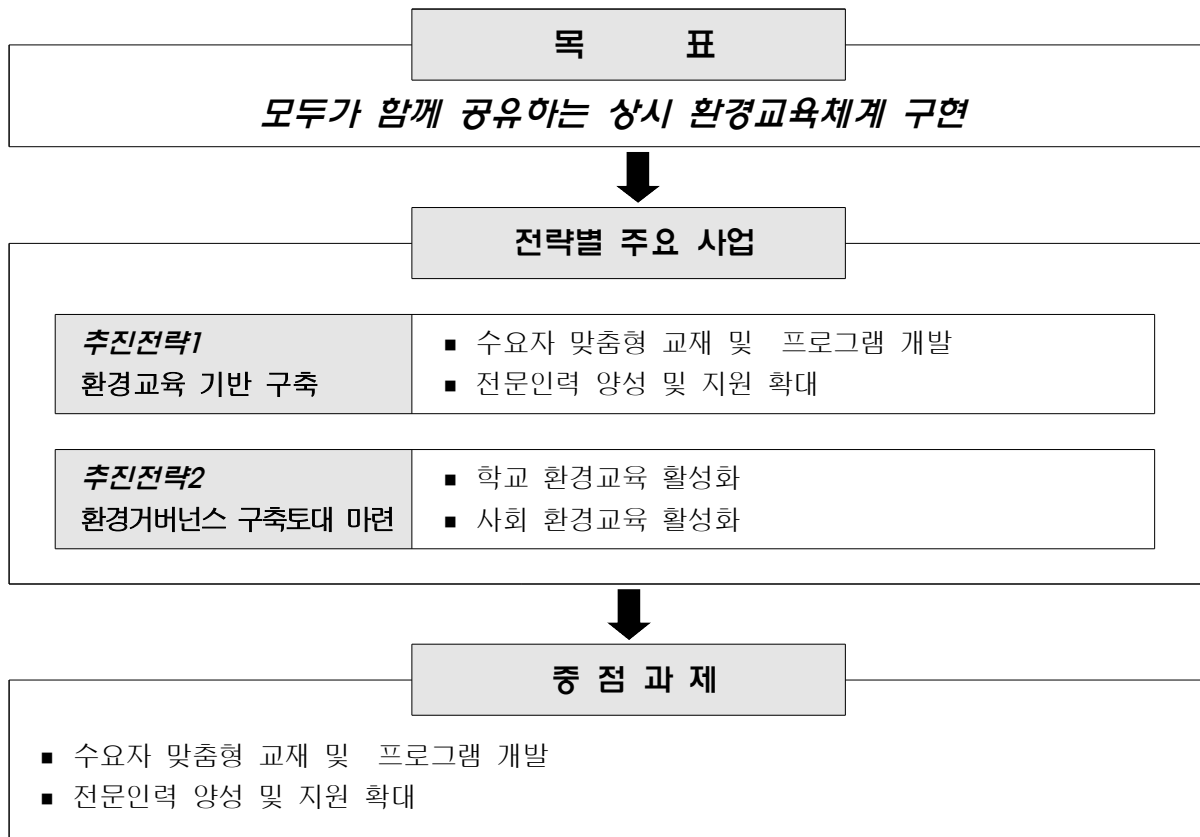 목 표
모두가 함께 공유하는 상시 환경교육체계 구현
전략별 주요 사업
추진전략1
환경교육 기반 구축
▪ 수요자 맞춤형 교재 및 프로그램 개발
▪ 전문인력 양성 및 지원 확대
추진전략2
환경거버넌스 구축토대 마련
▪ 학교 환경교육 활성화
▪ 사회 환경교육 활성화
중 점 과 제
▪ 수요자 맞춤형 교재 및 프로그램 개발
▪ 전문인력 양성 및 지원 확대